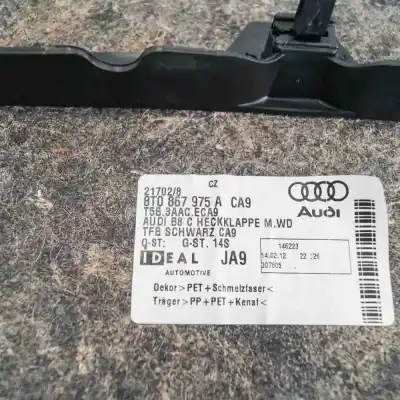 CZ
21702/8
8T0 867 975 A CA9
T5B.3AAC.ECA9
AUDI B8 C HECKKLAPPE M.WD
TFB SCHWARZ CA9
Q-ST: G-ST. 14S
Audi
IDEAL JA9
AUTOMOTIVE
146223
14.02.12 22:26
307605
Dekor>PET+Schmelzfaser<
Träger>PP+PET+Kenaf<